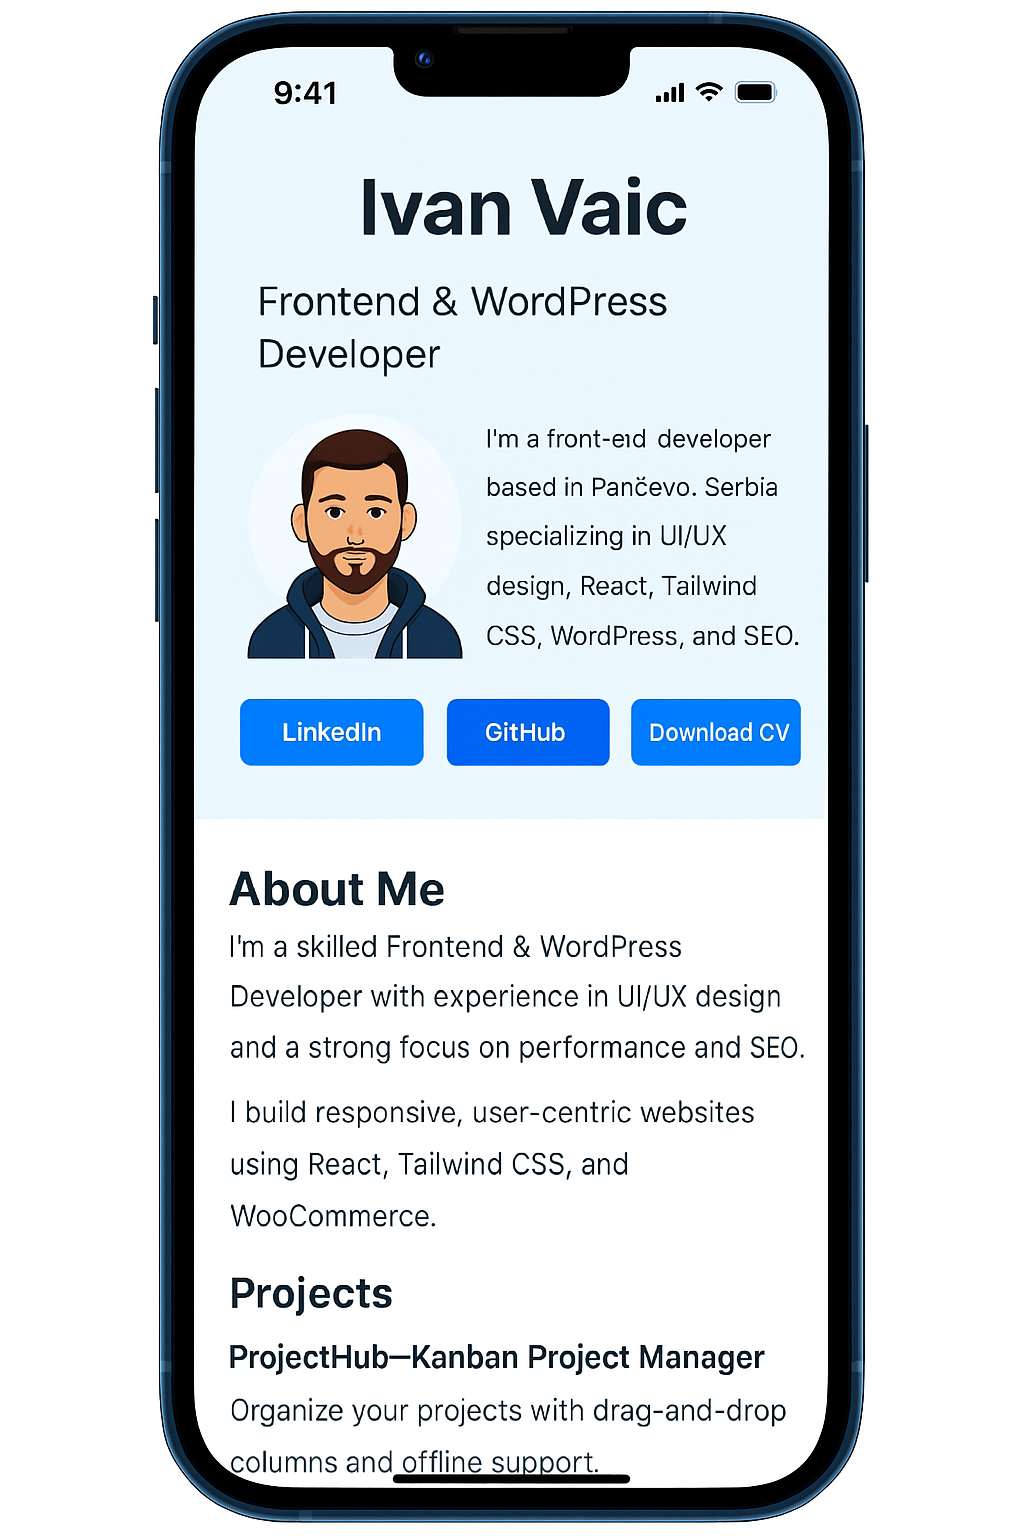 9:41
Ivan Vaic
Frontend & WordPress
Developer
I'm a front-end developer
based in Pančevo. Serbia
specializing in UI/UX
design, React, Tailwind
CSS, WordPress, and SEO.
LinkedIn GitHub Download CV
About Me
I'm a skilled Frontend & WordPress
Developer with experience in UI/UX design
and a strong focus on performance and SEO.
I build responsive, user-centric websites
using React, Tailwind CSS, and
WooCommerce.
Projects
ProjectHub—Kanban Project Manager
Organize your projects with drag-and-drop
columns and offline support.